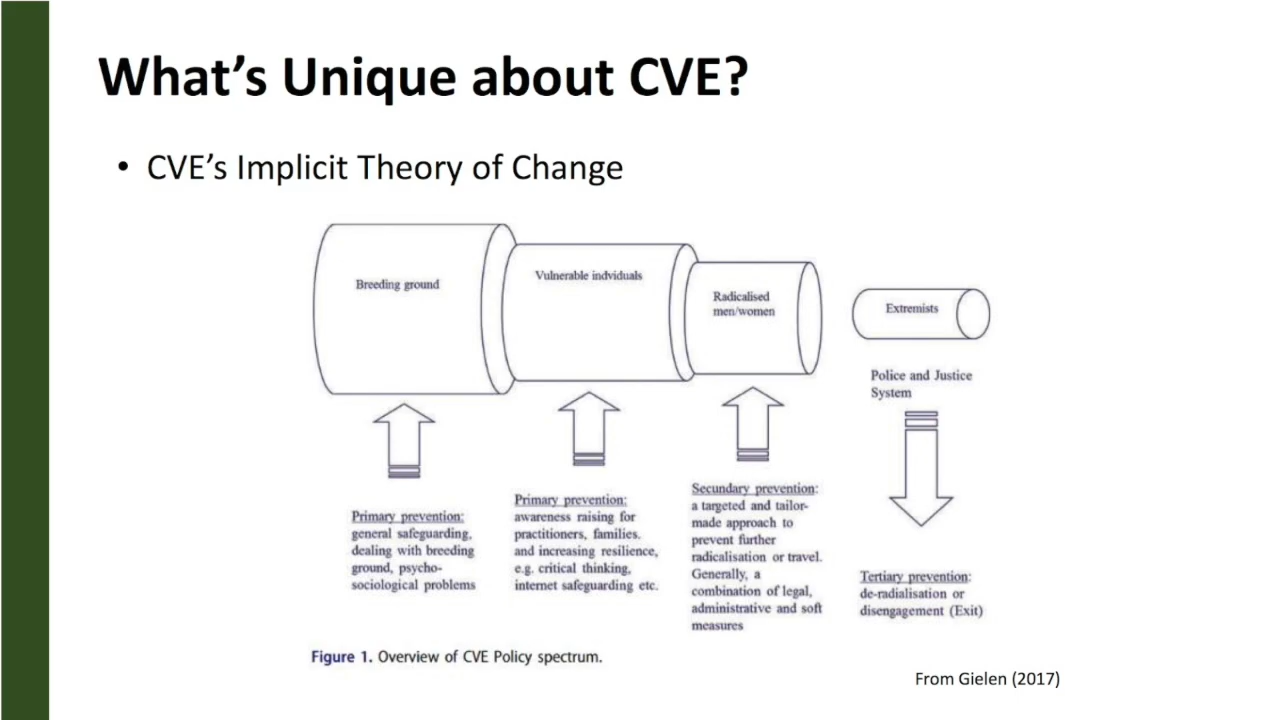 What's Unique about CVE?
• CVE's Implicit Theory of Change
Breeding ground
Vulnerable indviduals
Radicalised
men/women
Extremists
Police and Justice
System
Primary prevention:
general safeguarding,
dealing with breeding
ground, psycho-
sociological problems
Primary prevention:
awareness raising for
practitioners, families.
and increasing resilience,
e.g. critical thinking,
internet safeguarding etc.
Secundary prevention:
a targeted and tailor-
made approach to
prevent further
radicalisation or travel.
Generally, a
combination of legal,
administrative and soft
measures
Tertiary prevention:
de-radialisation or
disengagement (Exit)
Figure 1. Overview of CVE Policy spectrum.
From Gielen (2017)